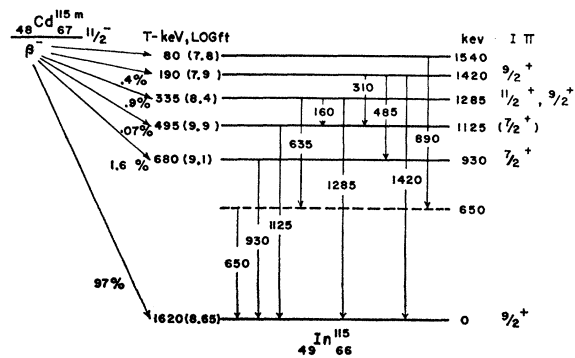 48 Cd 115 m 67 11/2-
β-
T-keV, LOGft
kev I π
80 (7.8) 1540
190 (7.9) 1420 9/2+
.4%
310
335 (8.4) 1285 11/2+, 9/2+
.9%
160 485
495 (9.9) 1125 (7/2+)
.07%
635 890
680 (9.1) 930 7/2+
1.6 %
1285 1420
650
1125
930
650
97%
1620 (8.65) 0 9/2+
49 In 115 66